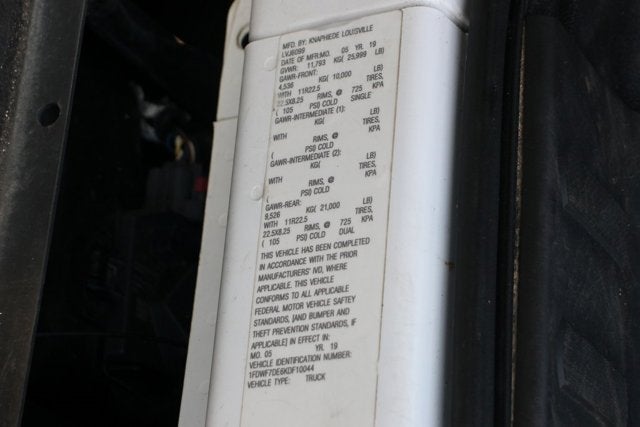 MFD. BY: KNAPHIEDE LOUISVILLE
LVJ6099
DATE OF MFR:MO. 05 YR. 19
GVWR: 11,793 KG( 25,999 LB)
GAWR-FRONT:
4,536 KG( 10,000 LB)
WITH 11R22.5 TIRES,
22.5X8.25 RIMS, @ 725 KPA
( 105 PSI) COLD SINGLE
GAWR-INTERMEDIATE (1):
KG( LB)
WITH TIRES,
RIMS, @ KPA
( PSI) COLD
GAWR-INTERMEDIATE (2):
KG( LB)
WITH TIRES,
RIMS, @ KPA
( PSI) COLD
GAWR-REAR:
9,526 KG( 21,000 LB)
WITH 11R22.5 TIRES,
22.5X8.25 RIMS, @ 725 KPA
( 105 PSI) COLD DUAL
THIS VEHICLE HAS BEEN COMPLETED
IN ACCORDANCE WITH THE PRIOR
MANUFACTURERS' IVD, WHERE
APPLICABLE. THIS VEHICLE
CONFORMS TO ALL APPLICABLE
FEDERAL MOTOR VEHICLE SAFTEY
STANDARDS, [AND BUMPER AND
THEFT PREVENTION STANDARDS, IF
APPLICABLE] IN EFFECT IN:
MO. 05 YR. 19
VEHICLE IDENTIFICATION NUMBER:
1FDWF7DE6KDF10044
VEHICLE TYPE: TRUCK